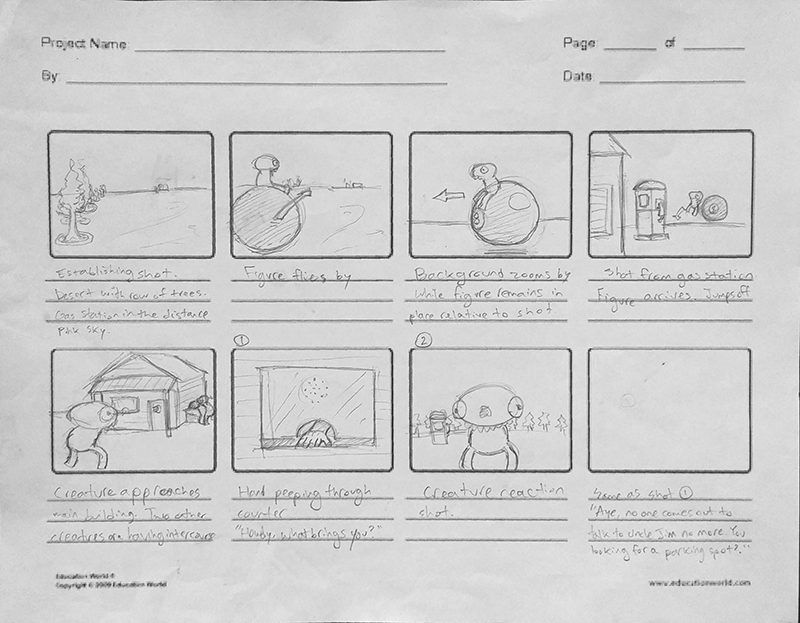 Project Name:
Page of
By
Date
Establishing shot.
Desert with row of trees.
Gas Station in the distance
Pink Sky.
Figure flies by
Background zooms by
While figure remains in
place relative to shot
Shot from gas station
Figure arrives. Jumps off
①
②
8
Creature approaches
main building. Two other
creatures are having intercourse
Hand peeping through
counter
"Howdy, what brings you?"
Creature reaction
shot.
Same as shot ①
"Aye, no one comes out to
talk to Uncle Jim no more. You
looking for a parking spot?."
Education World ®
Copyright © 2009 Education World
www.educationworld.com